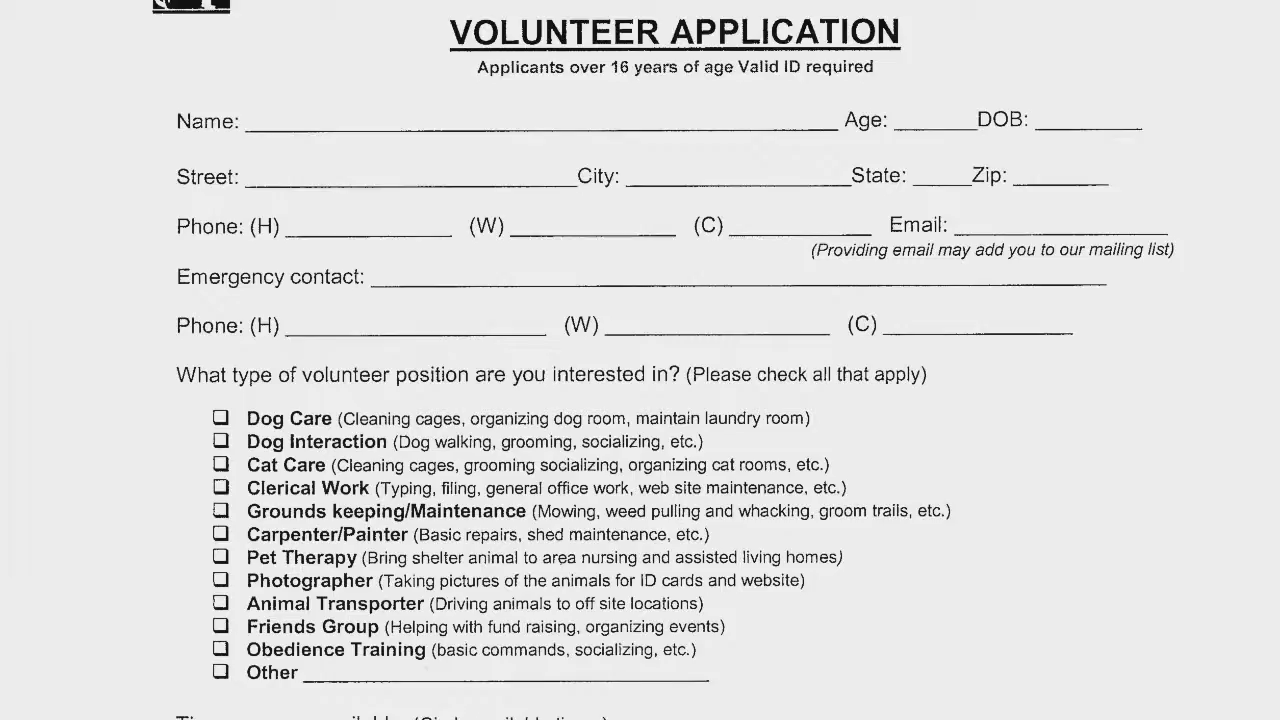 VOLUNTEER APPLICATION
Applicants over 16 years of age Valid ID required
Name: Age: DOB:
Street: City: State: Zip:
Phone: (H) (W) (C) Email:
(Providing email may add you to our mailing list)
Emergency contact:
Phone: (H) (W) (C)
What type of volunteer position are you interested in? (Please check all that apply)
Dog Care (Cleaning cages, organizing dog room, maintain laundry room)
Dog Interaction (Dog walking, grooming, socializing, etc.)
Cat Care (Cleaning cages, grooming socializing, organizing cat rooms, etc.)
Clerical Work (Typing, filing, general office work, web site maintenance, etc.)
Grounds keeping/Maintenance (Mowing, weed pulling and whacking, groom trails, etc.)
Carpenter/Painter (Basic repairs, shed maintenance, etc.)
Pet Therapy (Bring shelter animal to area nursing and assisted living homes)
Photographer (Taking pictures of the animals for ID cards and website)
Animal Transporter (Driving animals to off site locations)
Friends Group (Helping with fund raising, organizing events)
Obedience Training (basic commands, socializing, etc.)
Other